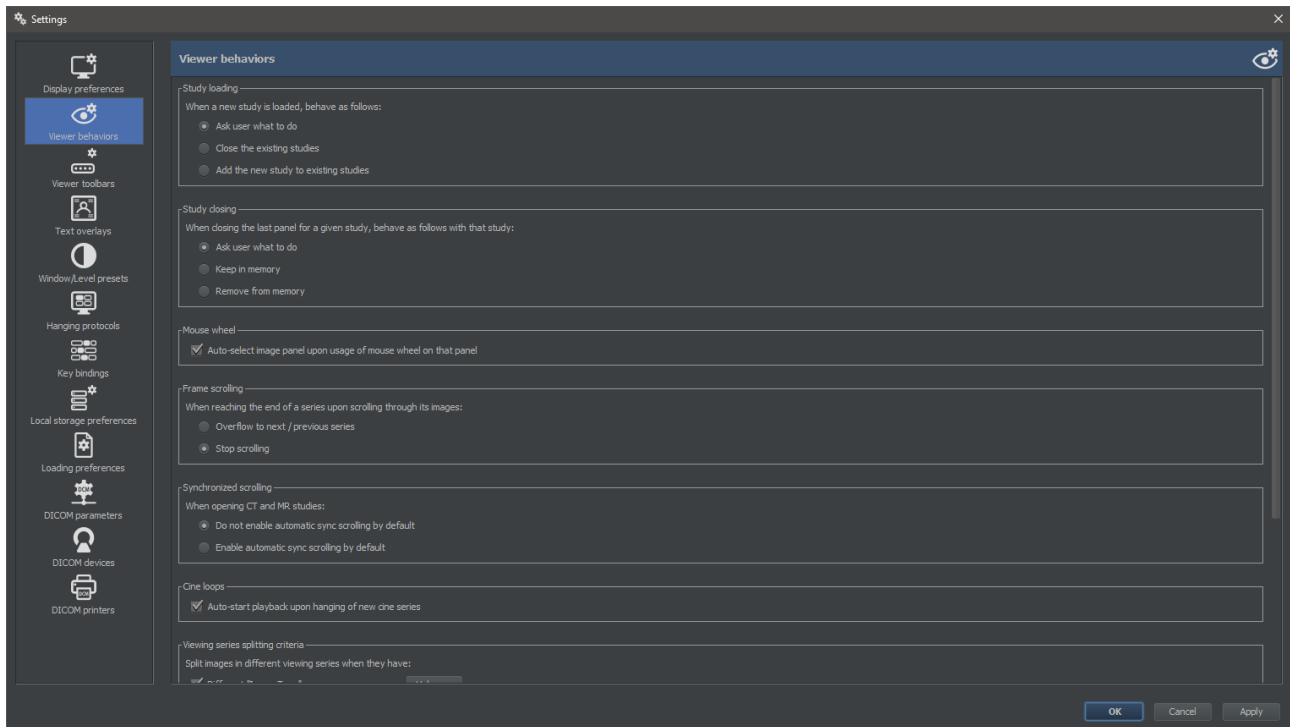 Settings
Display preferences
Viewer behaviors
Viewer toolbars
Text overlays
Window/Level presets
Hanging protocols
Key bindings
Local storage preferences
Loading preferences
DICOM parameters
DICOM devices
DICOM printers
Viewer behaviors
Study loading
When a new study is loaded, behave as follows:
Ask user what to do
Close the existing studies
Add the new study to existing studies
Study closing
When closing the last panel for a given study, behave as follows with that study:
Ask user what to do
Keep in memory
Remove from memory
Mouse wheel
Auto-select image panel upon usage of mouse wheel on that panel
Frame scrolling
When reaching the end of a series upon scrolling through its images:
Overflow to next / previous series
Stop scrolling
Synchronized scrolling
When opening CT and MR studies:
Do not enable automatic sync scrolling by default
Enable automatic sync scrolling by default
Cine loops
Auto-start playback upon hanging of new cine series
Viewing series splitting criteria
Split images in different viewing series when they have:
OK
Cancel
Apply